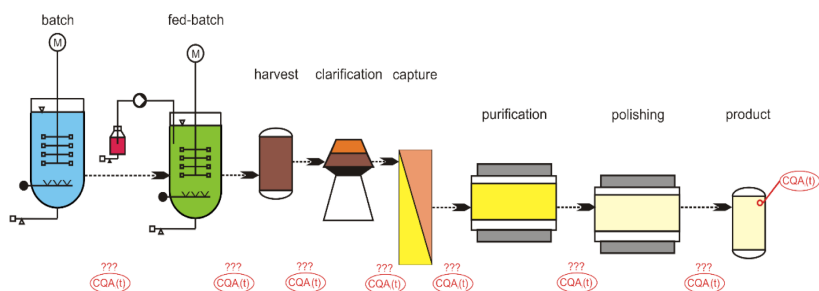 batch
fed-batch
M
M
harvest
clarification
capture
purification
polishing
product
CQA(t)
???
CQA(t)
???
CQA(t)
???
CQA(t)
???
CQA(t)
???
CQA(t)
???
CQA(t)
???
CQA(t)